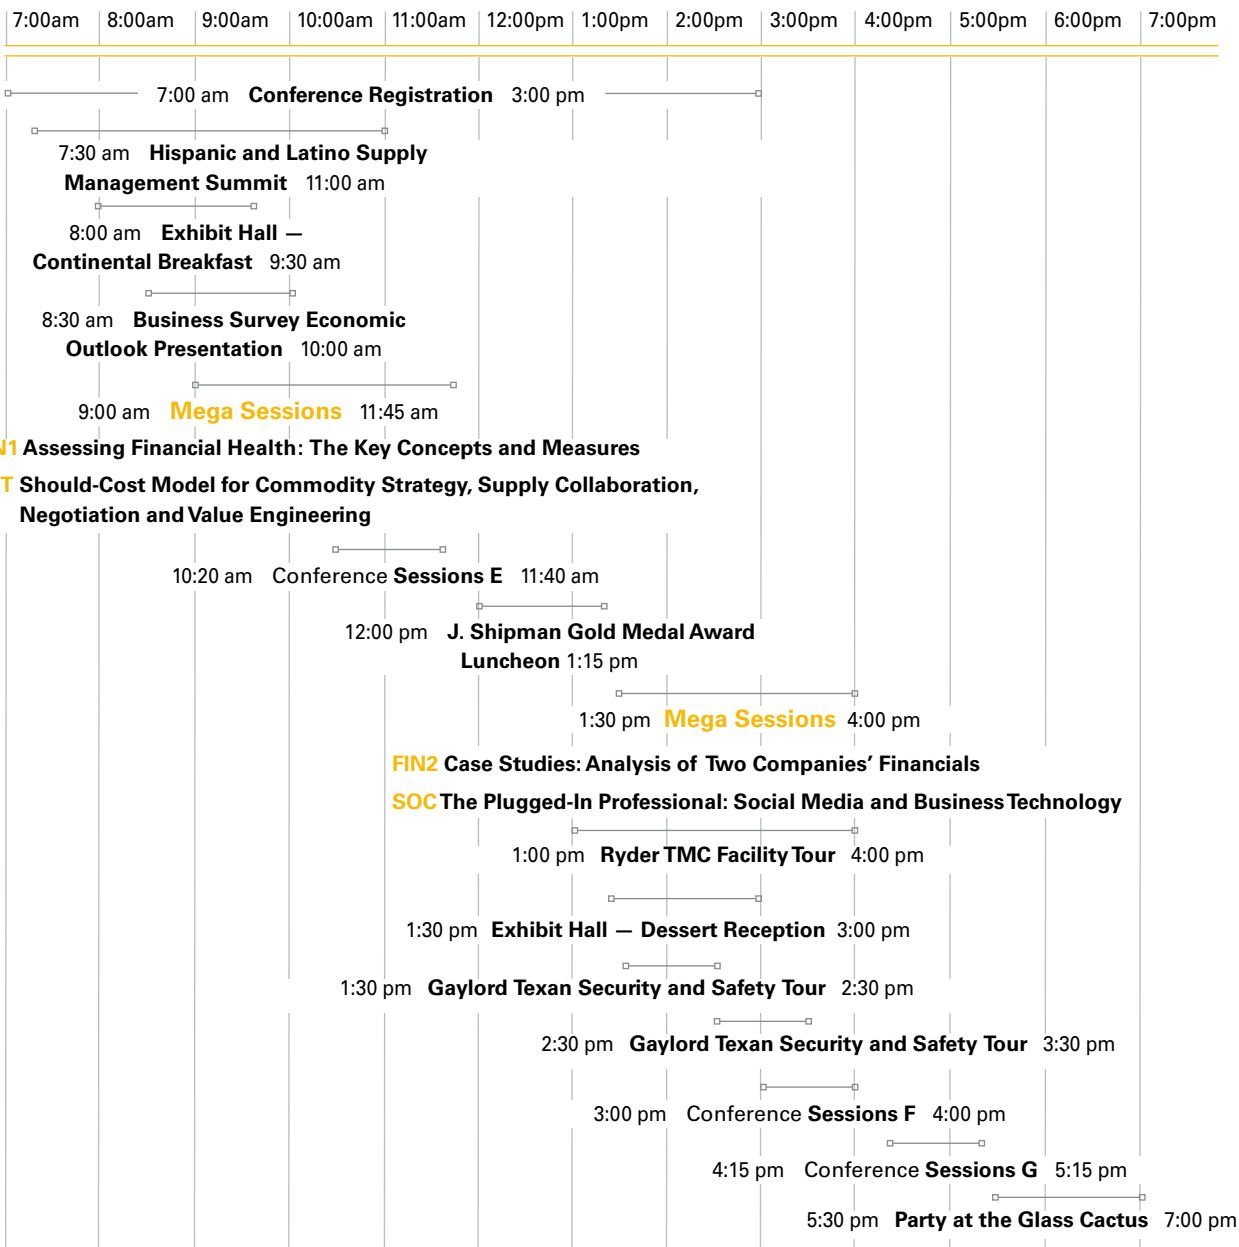 7:00am 8:00am 9:00am 10:00am 11:00am 12:00pm 1:00pm 2:00pm 3:00pm 4:00pm 5:00pm 6:00pm 7:00pm
7:00 am Conference Registration 3:00 pm
7:30 am Hispanic and Latino Supply
Management Summit 11:00 am
8:00 am Exhibit Hall —
Continental Breakfast 9:30 am
8:30 am Business Survey Economic
Outlook Presentation 10:00 am
9:00 am Mega Sessions 11:45 am
N1 Assessing Financial Health: The Key Concepts and Measures
T Should-Cost Model for Commodity Strategy, Supply Collaboration,
Negotiation and Value Engineering
10:20 am Conference Sessions E 11:40 am
12:00 pm J. Shipman Gold Medal Award
Luncheon 1:15 pm
1:30 pm Mega Sessions 4:00 pm
FIN2 Case Studies: Analysis of Two Companies’ Financials
SOC The Plugged-In Professional: Social Media and Business Technology
1:00 pm Ryder TMC Facility Tour 4:00 pm
1:30 pm Exhibit Hall — Dessert Reception 3:00 pm
1:30 pm Gaylord Texan Security and Safety Tour 2:30 pm
2:30 pm Gaylord Texan Security and Safety Tour 3:30 pm
3:00 pm Conference Sessions F 4:00 pm
4:15 pm Conference Sessions G 5:15 pm
5:30 pm Party at the Glass Cactus 7:00 pm